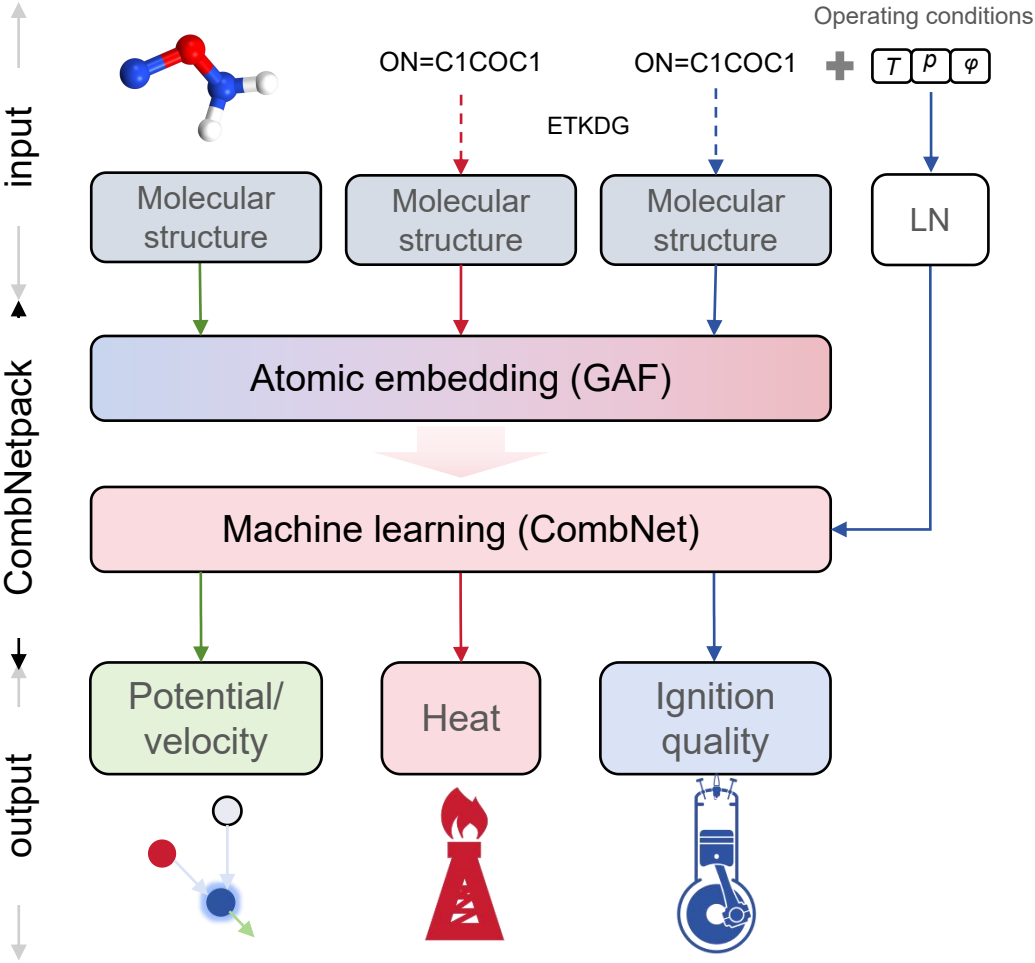 Operating conditions
ON=C1COC1
ON=C1COC1
T p φ
ETKDG
input
Molecular
structure
Molecular
structure
Molecular
structure
LN
CombNetpack
Atomic embedding (GAF)
Machine learning (CombNet)
output
Potential/
velocity
Heat
Ignition
quality